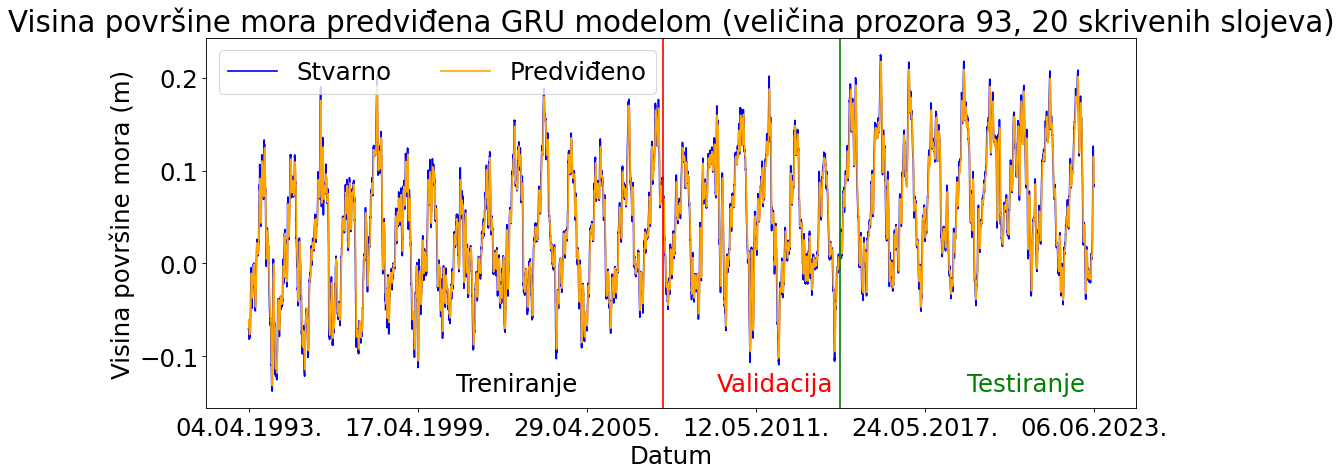 Visina površine mora predviđena GRU modelom (veličina prozora 93, 20 skrivenih slojeva)
Stvarno
Predviđeno
Visina površine mora (m)
0.2
0.1
0.0
−0.1
Treniranje
Validacija
Testiranje
04.04.1993.
17.04.1999.
29.04.2005.
12.05.2011.
24.05.2017.
06.06.2023.
Datum